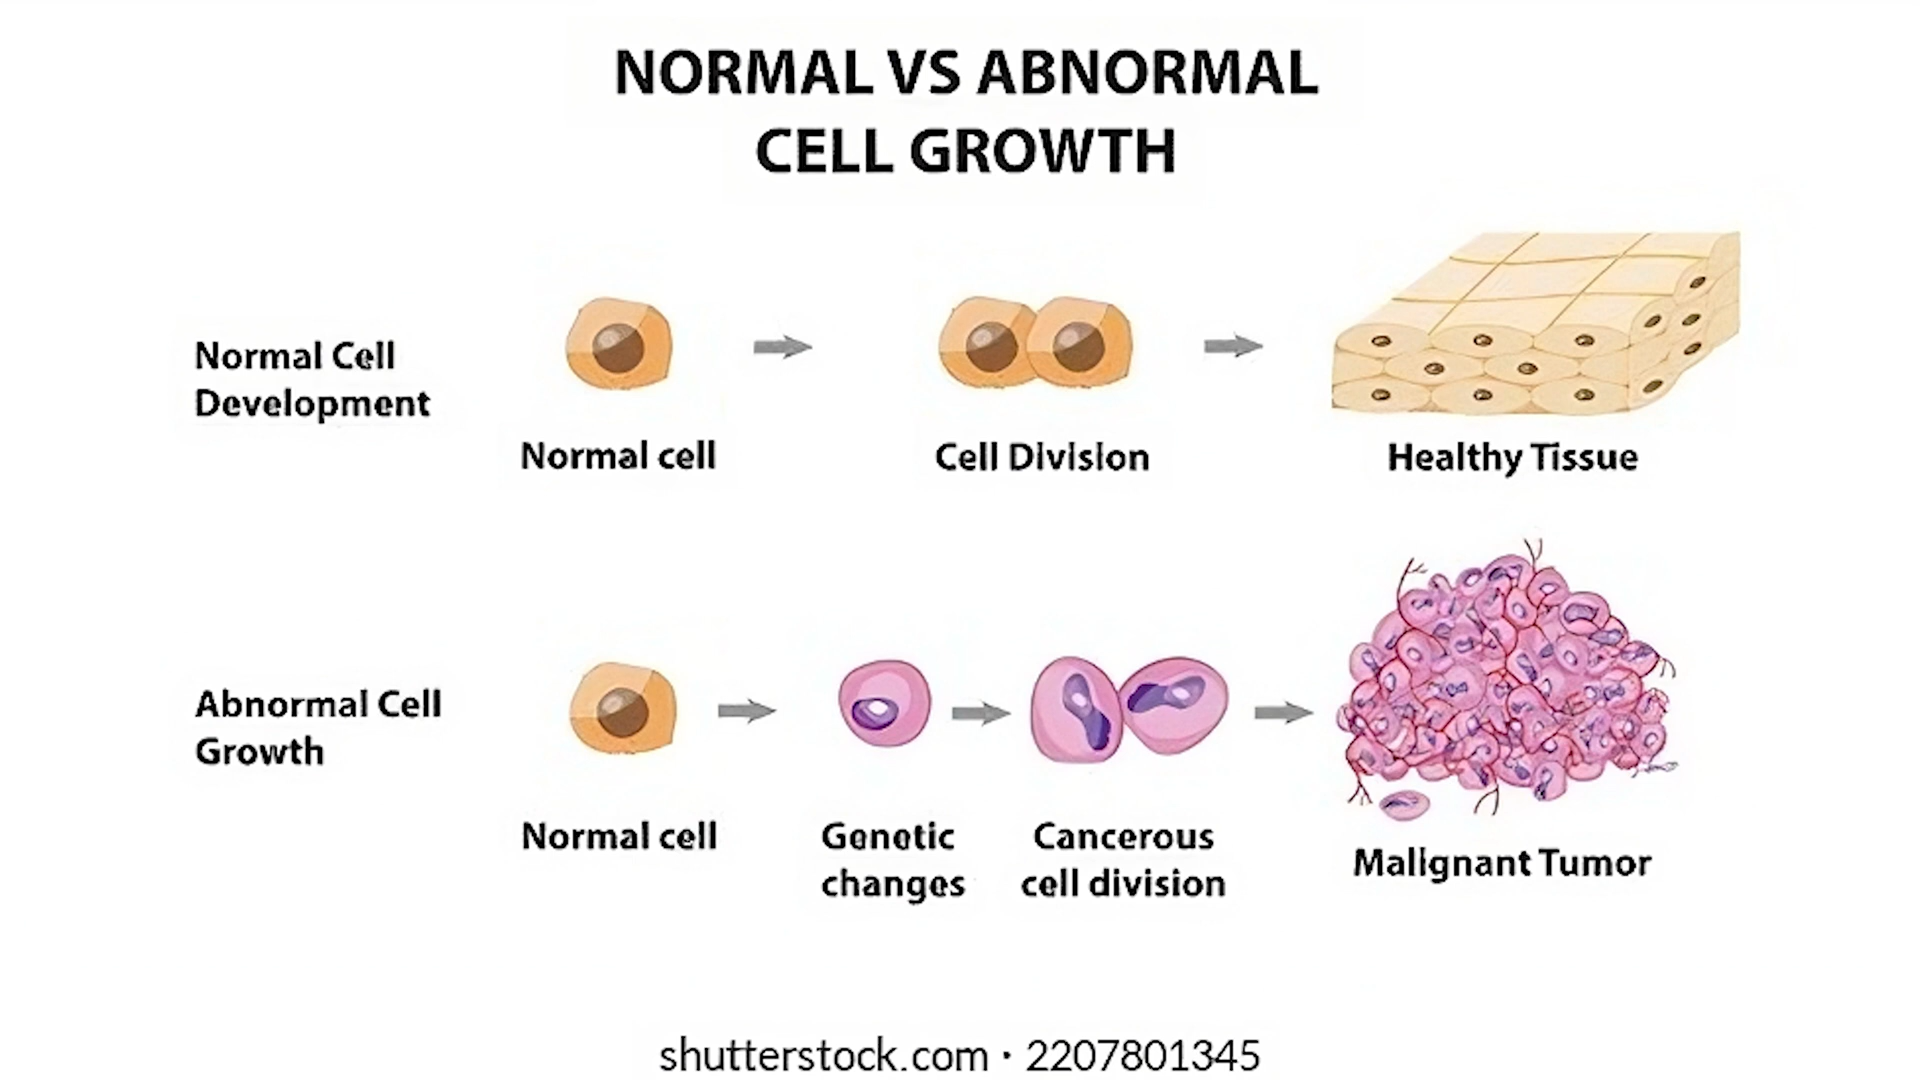 NORMAL VS ABNORMAL
CELL GROWTH
Normal Cell
Development
Normal cell
Cell Division
Healthy Tissue
Abnormal Cell
Growth
Normal cell
Genetic
changes
Cancerous
cell division
Malignant Tumor
shutterstock.com · 2207801345